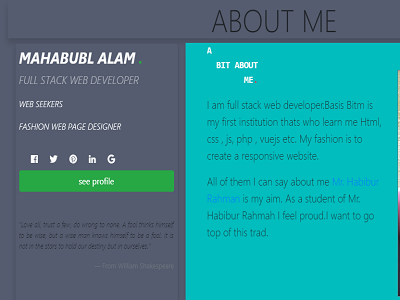 ABOUT ME
MAHABUBL ALAM .
FULL STACK WEB DEVELOPER
WEB SEEKERS
FASHION WEB PAGE DESIGNER
see profile
"Love all, trust a few, do wrong to none. A fool thinks himself
to be wise, but a wise man knows himself to be a fool. It is
not in the stars to hold our destiny but in ourselves."
— From William Shakespeare
A
BIT ABOUT
ME
I am full stack web developer.Basis Bitm is
my first institution thats who learn me Html,
css , js, php , vuejs etc. My fashion is to
create a responsive website.
All of them I can say about me Mr. Habibur
Rahman is my aim. As a student of Mr.
Habibur Rahmah I feel proud.I want to go
top of this trad.